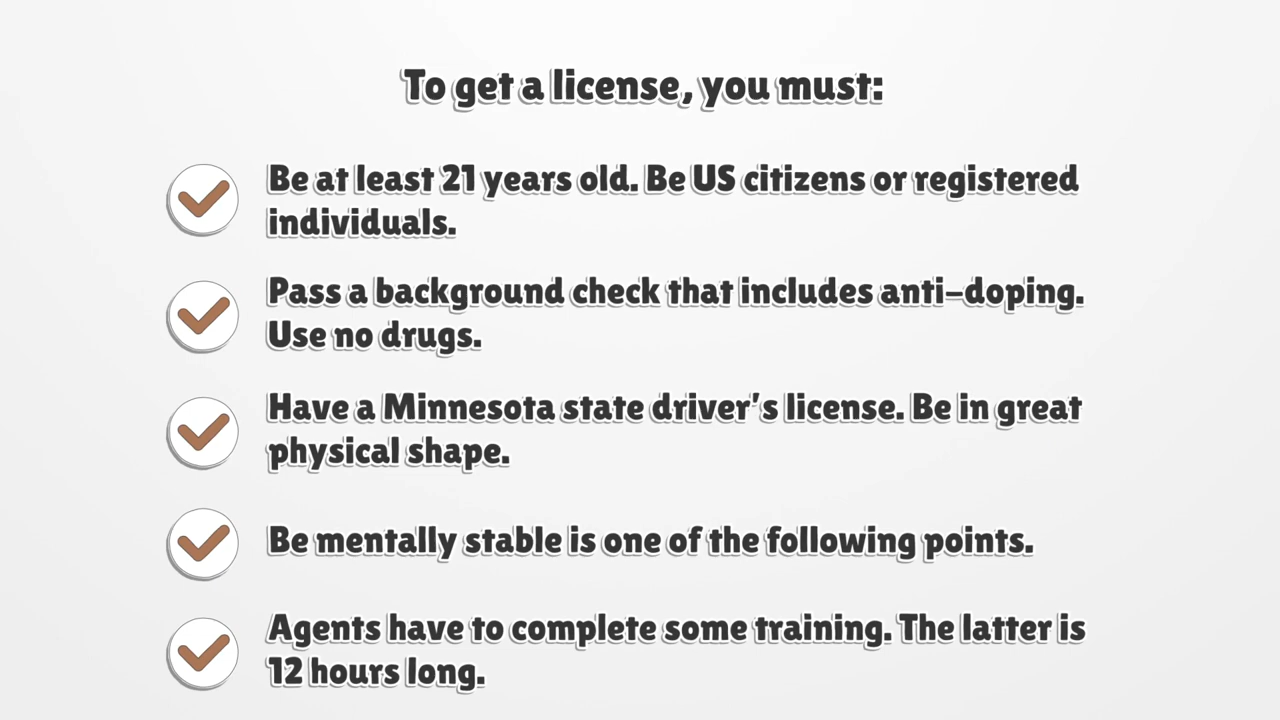 To get a license, you must:
Be at least 21 years old. Be US citizens or registered
individuals.
Pass a background check that includes anti–doping.
Use no drugs.
Have a Minnesota state driver’s license. Be in great
physical shape.
Be mentally stable is one of the following points.
Agents have to complete some training. The latter is
12 hours long.